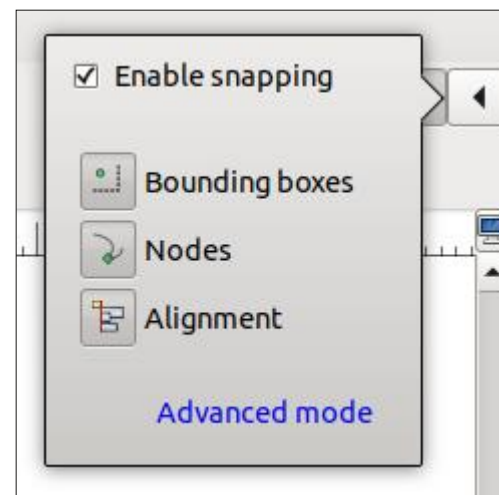 Enable snapping
Bounding boxes
Nodes
Alignment
Advanced mode